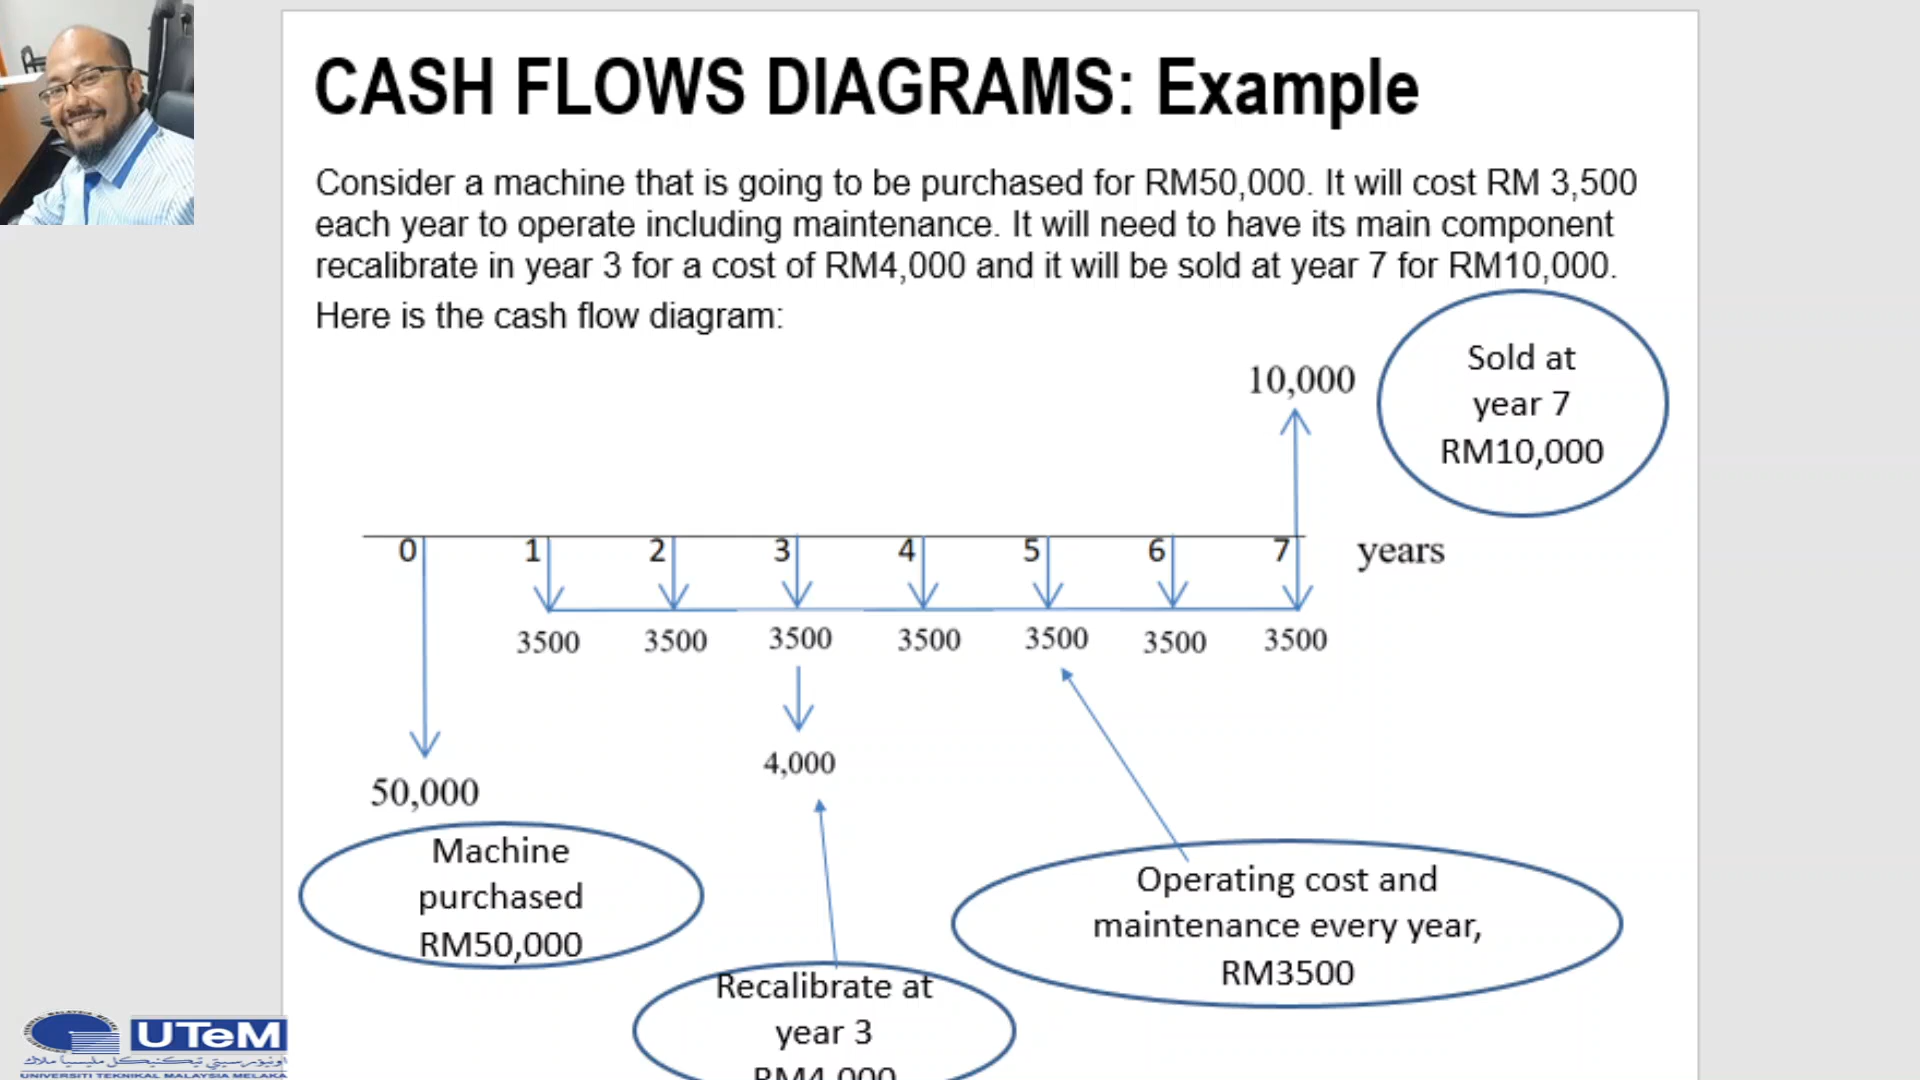 CASH FLOWS DIAGRAMS: Example
Consider a machine that is going to be purchased for RM50,000. It will cost RM 3,500
each year to operate including maintenance. It will need to have its main component
recalibrate in year 3 for a cost of RM4,000 and it will be sold at year 7 for RM10,000.
Here is the cash flow diagram:
10,000
Sold at
year 7
RM10,000
0 1 2 3 4 5 6 7 years
3500 3500 3500 3500 3500 3500 3500
4,000
50,000
Machine
purchased
RM50,000
Operating cost and
maintenance every year,
RM3500
Recalibrate at
year 3
RM4,000
UTeM
اونيۏرسيتي تيكنيكل مليسيا ملاك
UNIVERSITI TEKNIKAL MALAYSIA MELAKA